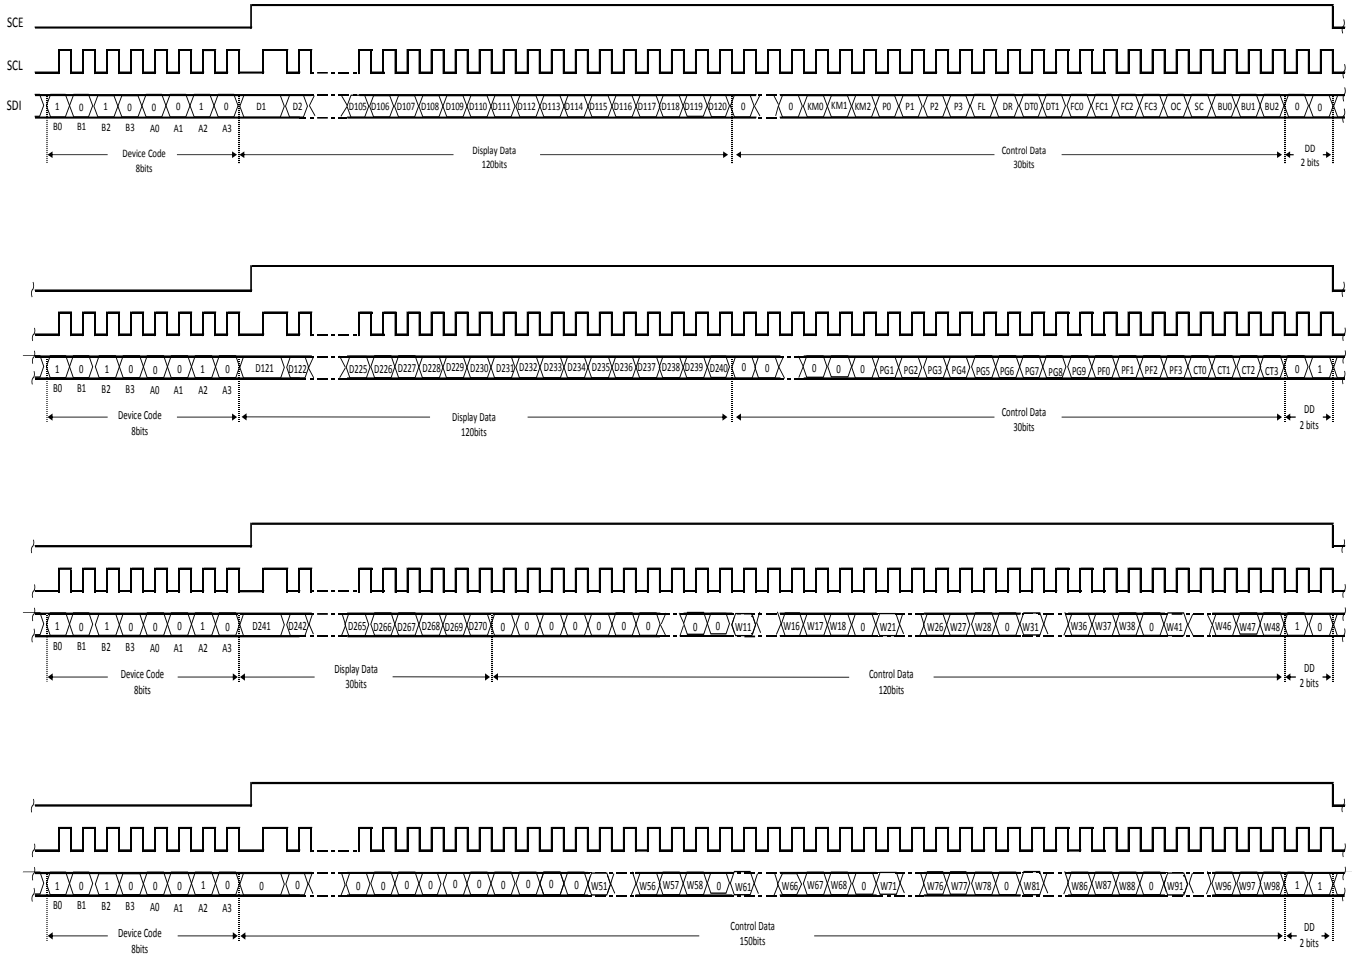 SCE
SCL
SDI 1 0 1 0 0 0 1 0 D1 D2 D105 D106 D107 D108 D109 D110 D111 D112 D113 D114 D115 D116 D117 D118 D119 D120 0 0 KM0 KM1 KM2 P0 P1 P2 P3 FL DR DT0 DT1 FC0 FC1 FC2 FC3 OC SC BU0 BU1 BU2 0 0
B0 B1 B2 B3 A0 A1 A2 A3
Device Code Display Data Control Data DD
8bits 120bits 30bits 2 bits
1 0 1 0 0 0 1 0 D121 D122 D225 D226 D227 D228 D229 D230 D231 D232 D233 D234 D235 D236 D237 D238 D239 D240 0 0 0 0 0 PG1 PG2 PG3 PG4 PG5 PG6 PG7 PG8 PG9 PF0 PF1 PF2 PF3 CT0 CT1 CT2 CT3 0 1
B0 B1 B2 B3 A0 A1 A2 A3
Device Code Display Data Control Data DD
8bits 120bits 30bits 2 bits
1 0 1 0 0 0 1 0 D241 D242 D265 D266 D267 D268 D269 D270 0 0 0 0 0 0 0 0 0 W11 W16 W17 W18 0 W21 W26 W27 W28 0 W31 W36 W37 W38 0 W41 W46 W47 W48 1 0
B0 B1 B2 B3 A0 A1 A2 A3
Device Code Display Data Control Data DD
8bits 30bits 120bits 2 bits
1 0 1 0 0 0 1 0 0 0 0 0 0 0 0 0 0 0 0 0 W51 W56 W57 W58 0 W61 W66 W67 W68 0 W71 W76 W77 W78 0 W81 W86 W87 W88 0 W91 W96 W97 W98 1 1
B0 B1 B2 B3 A0 A1 A2 A3
Device Code Control Data DD
8bits 150bits 2 bits